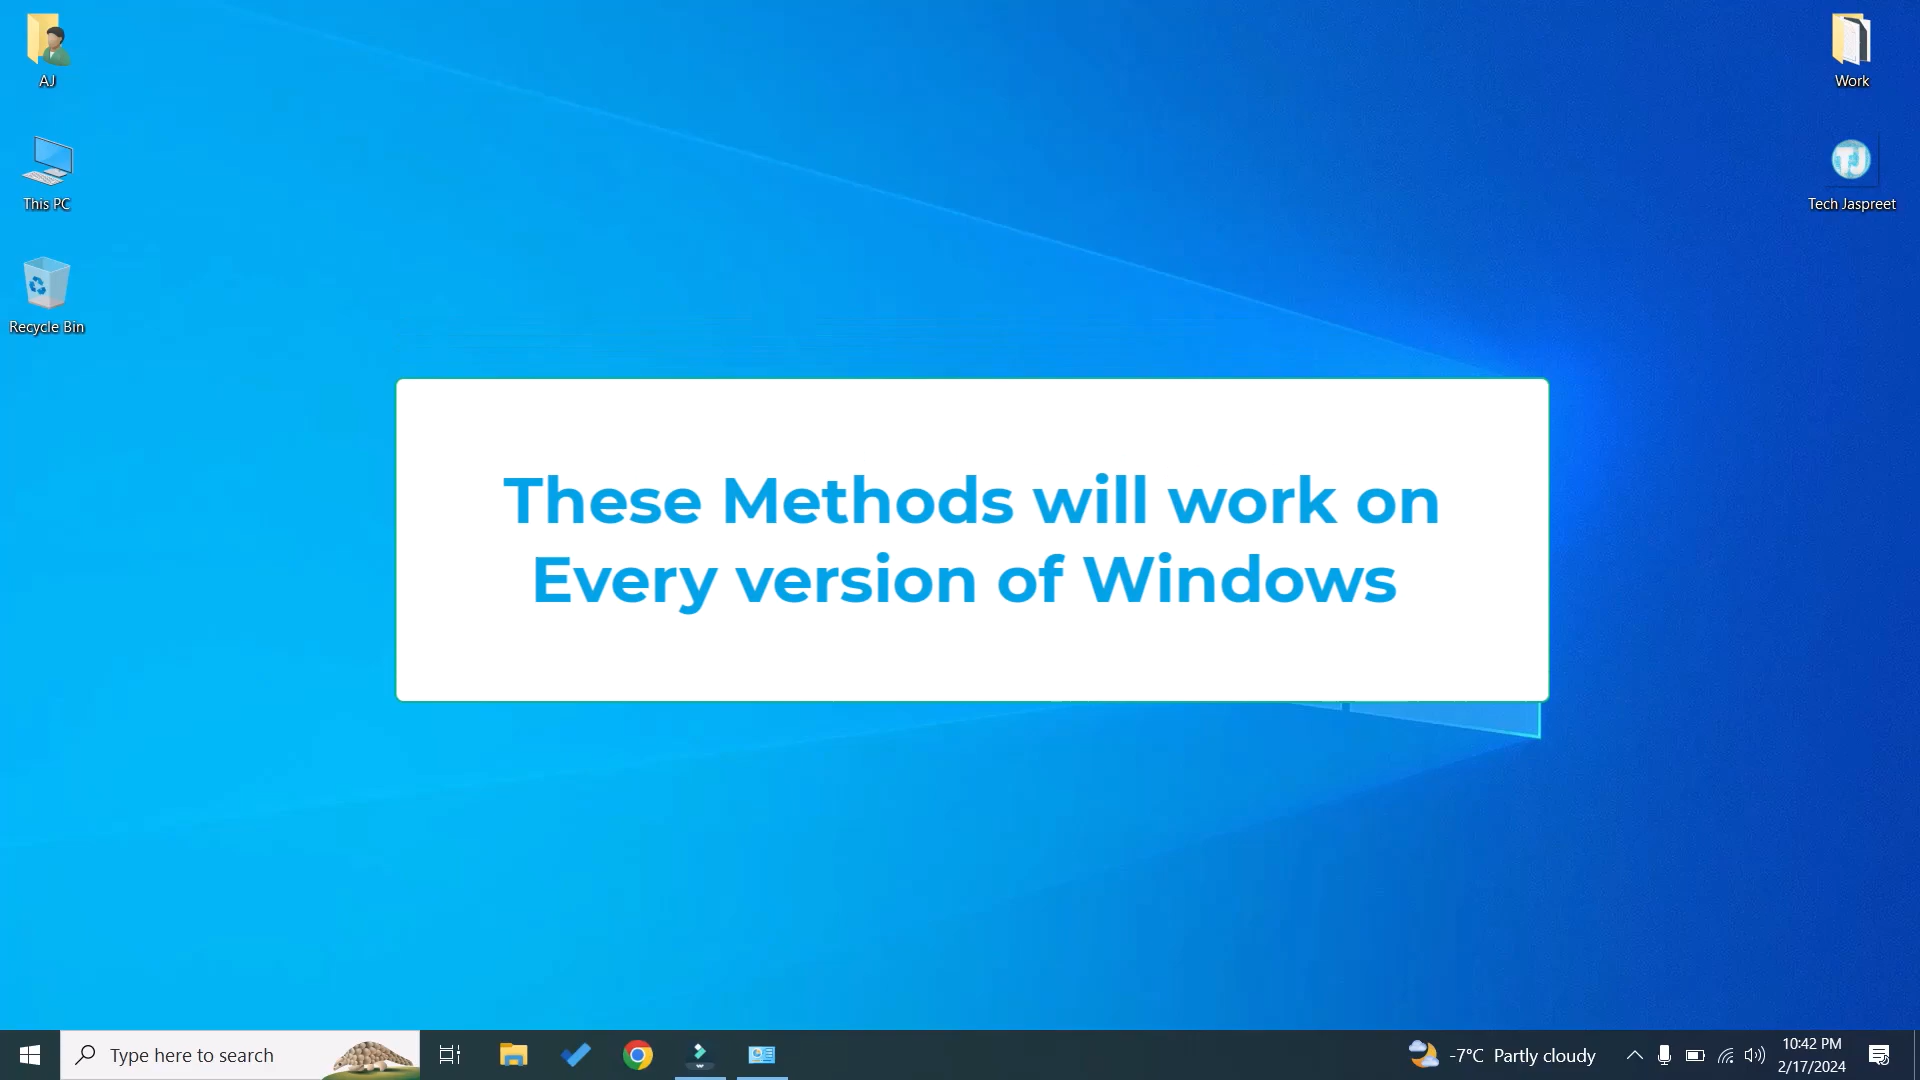 AJ
This PC
Recycle Bin
Work
TJ
Tech Jaspreet
These Methods will work on
Every version of Windows
Type here to search
-7°C Partly cloudy
10:42 PM
2/17/2024